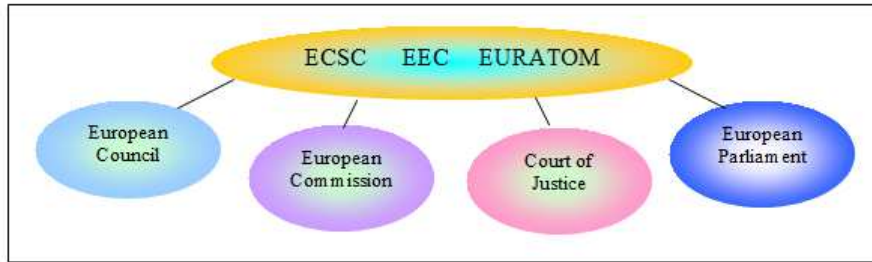 ECSC EEC EURATOM
European
Council
European
Commission
Court of
Justice
European
Parliament